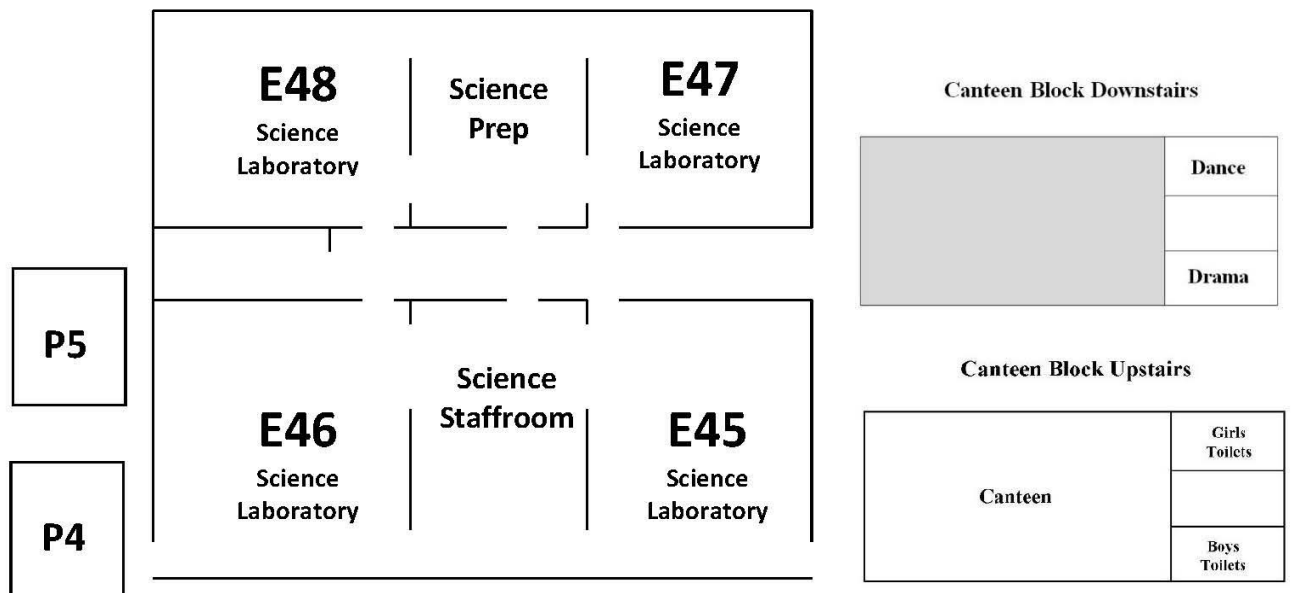 E48
Science
Laboratory
Science
Prep
E47
Science
Laboratory
P5
P4
E46
Science
Laboratory
Science
Staffroom
E45
Science
Laboratory
Canteen Block Downstairs
Dance
Drama
Canteen Block Upstairs
Canteen
Girls
Toilets
Boys
Toilets